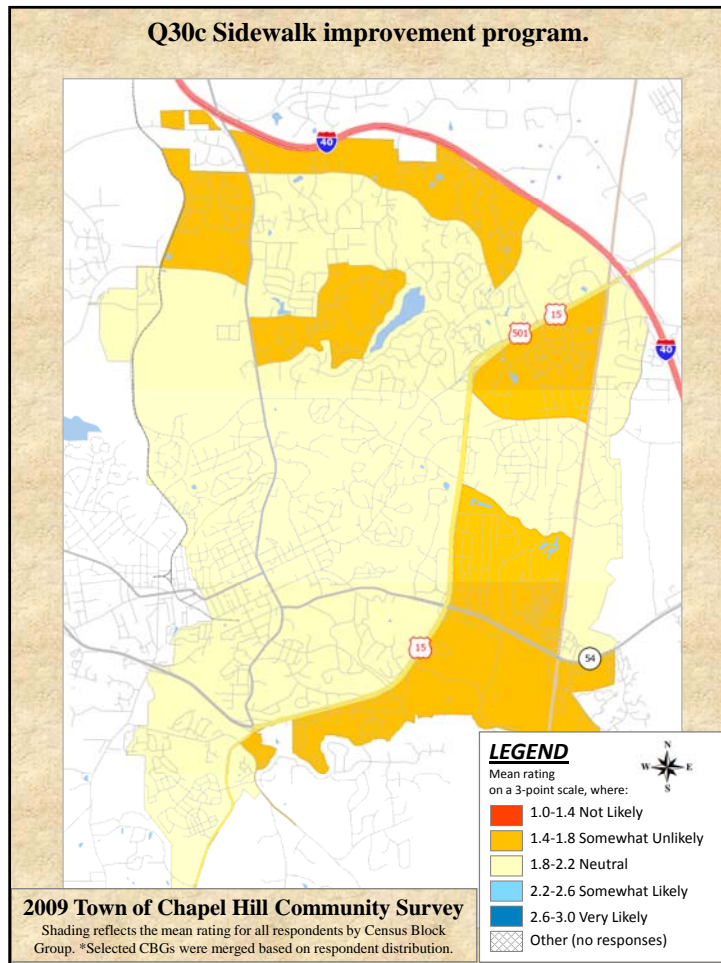 Q30c Sidewalk improvement program.
40
15
501
40
15
54
LEGEND
Mean rating
on a 3-point scale, where:
N
W E
S
1.0-1.4 Not Likely
1.4-1.8 Somewhat Unlikely
1.8-2.2 Neutral
2.2-2.6 Somewhat Likely
2.6-3.0 Very Likely
Other (no responses)
2009 Town of Chapel Hill Community Survey
Shading reflects the mean rating for all respondents by Census Block
Group. *Selected CBGs were merged based on respondent distribution.